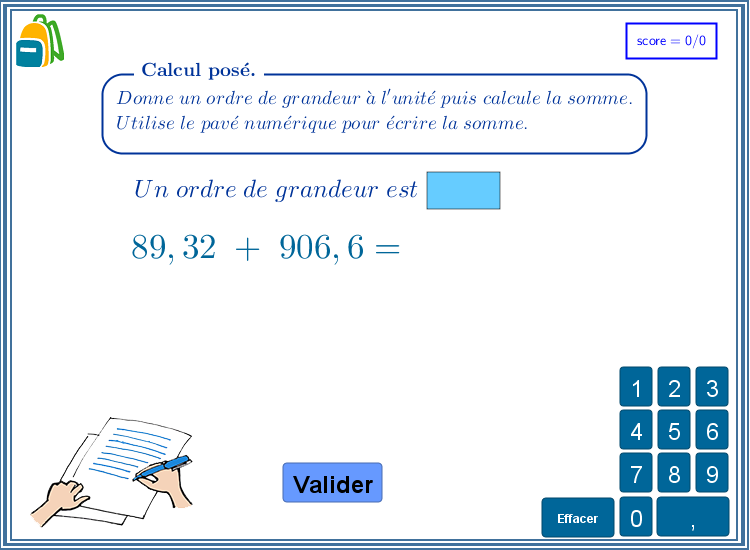 score = 0/0
Calcul posé.
Donne un ordre de grandeur à l'unité puis calcule la somme.
Utilise le pavé numérique pour écrire la somme.
Un ordre de grandeur est
89, 32 + 906, 6 =
1 2 3
4 5 6
7 8 9
Valider
Effacer 0 ,